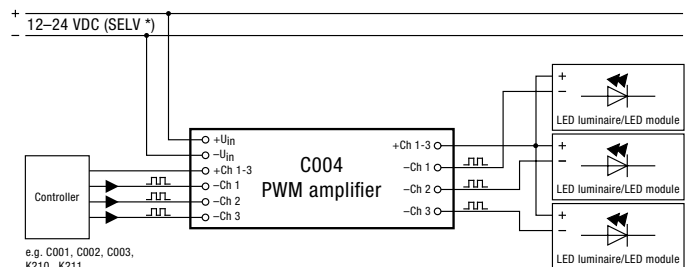 + 12–24 VDC (SELV *)
–
+
–
LED luminaire/LED module
+Uin
–Uin
+Ch 1-3
–Ch 1
–Ch 2
–Ch 3
C004
PWM amplifier
+Ch 1-3
–Ch 1
–Ch 2
–Ch 3
+
–
LED luminaire/LED module
Controller
+
–
LED luminaire/LED module
e.g. C001, C002, C003,
K210, K211